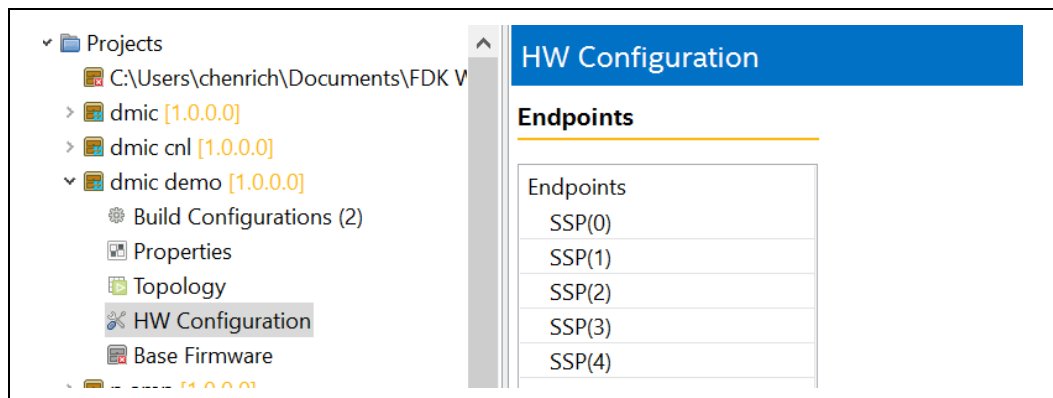 Projects
C:\Users\chenrich\Documents\FDK
dmic [1.0.0.0]
dmic cnl [1.0.0.0]
dmic demo [1.0.0.0]
Build Configurations (2)
Properties
Topology
HW Configuration
Base Firmware
HW Configuration
Endpoints
Endpoints
SSP(0)
SSP(1)
SSP(2)
SSP(3)
SSP(4)